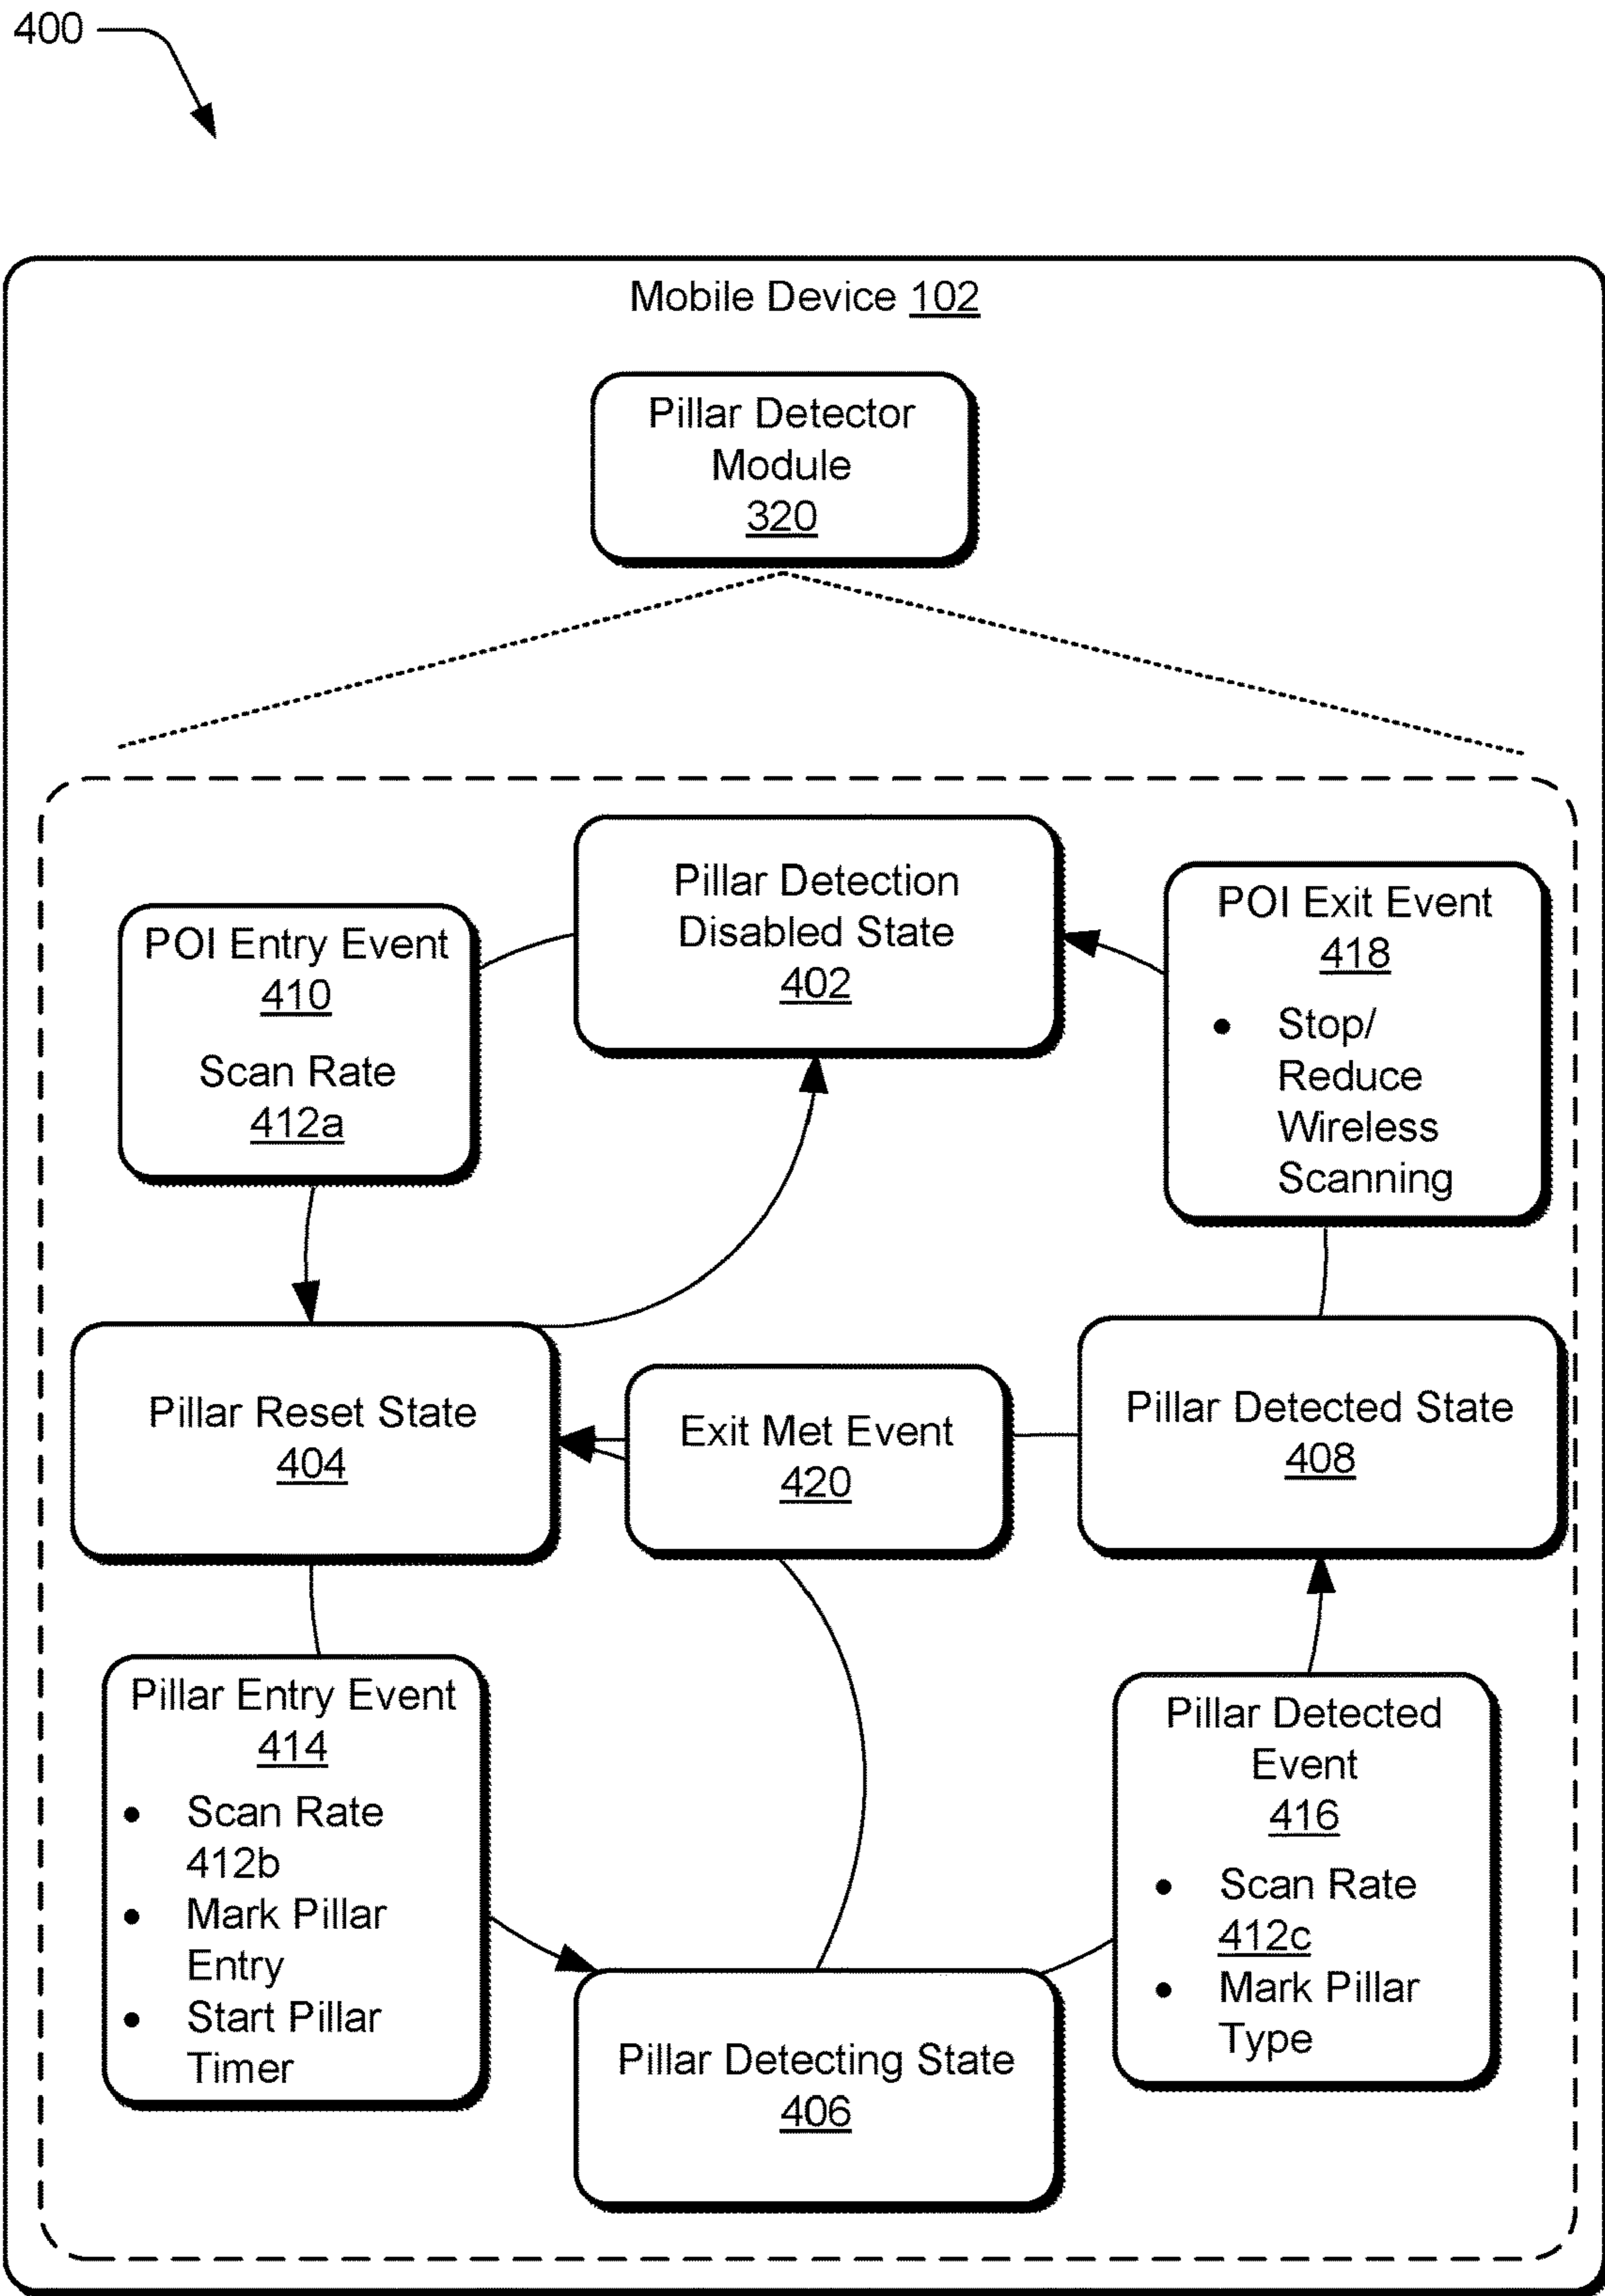 400
Mobile Device 102
Pillar Detector
Module
320
Pillar Detection
Disabled State
402
POI Entry Event
410
Scan Rate
412a
POI Exit Event
418
• Stop/
Reduce
Wireless
Scanning
Pillar Reset State
404
Exit Met Event
420
Pillar Detected State
408
Pillar Entry Event
414
• Scan Rate
412b
• Mark Pillar
Entry
• Start Pillar
Timer
Pillar Detected
Event
416
• Scan Rate
412c
• Mark Pillar
Type
Pillar Detecting State
406